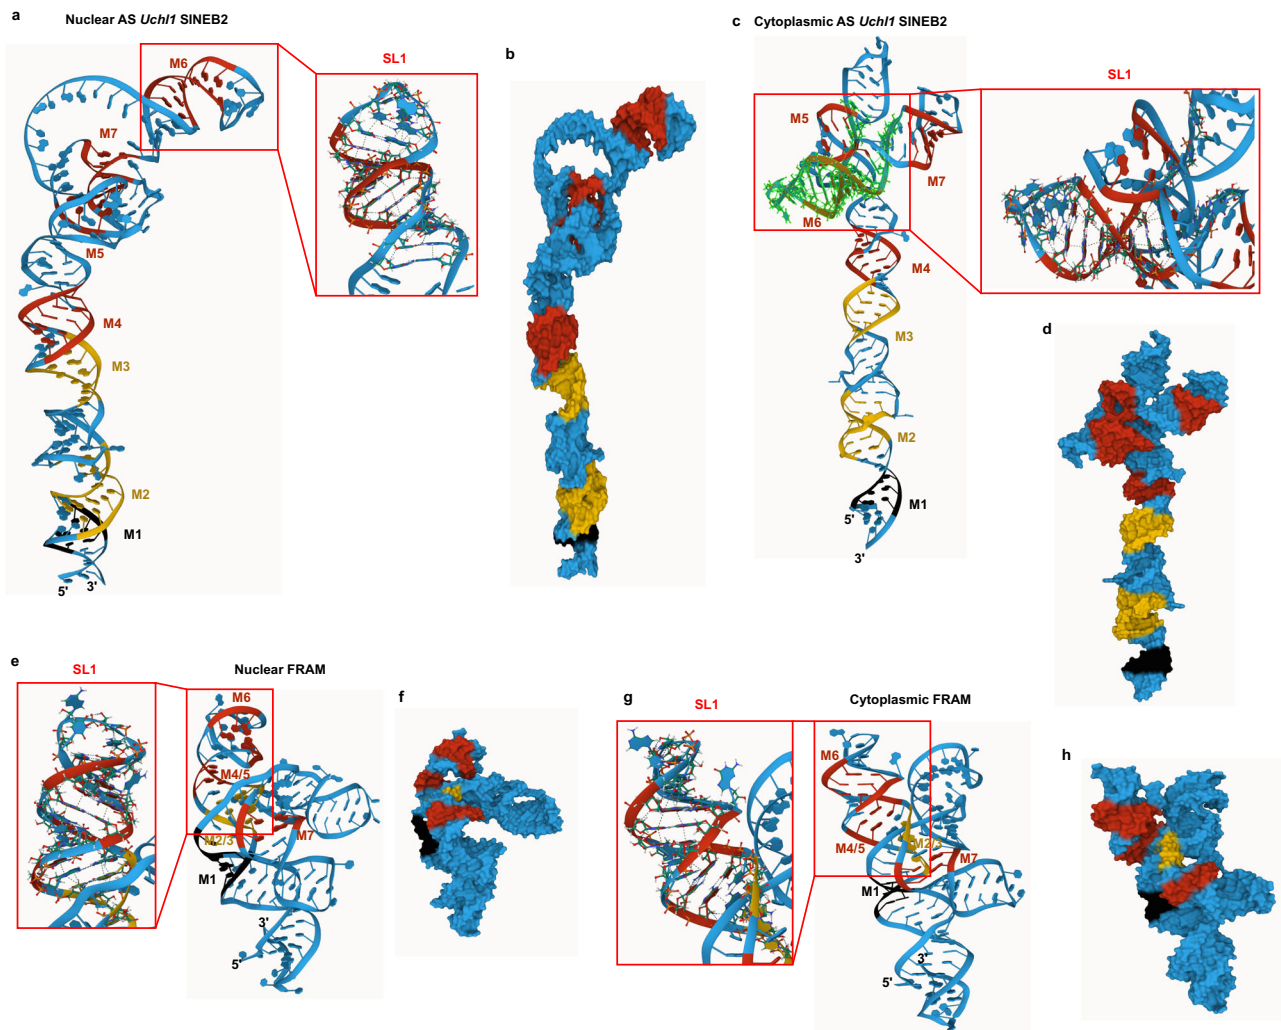 a
Nuclear AS Uchl1 SINEB2
M6
SL1
M7
M5
M4
M3
M2
M1
5'
3'
b
c
Cytoplasmic AS Uchl1 SINEB2
SL1
M5
M7
M6
M4
M3
M2
M1
5'
3'
d
e
SL1
Nuclear FRAM
M6
M4/5
M2/3
M7
M1
3'
5'
f
g
SL1
Cytoplasmic FRAM
M6
M4/5
M2/3
M7
M1
3'
5'
h